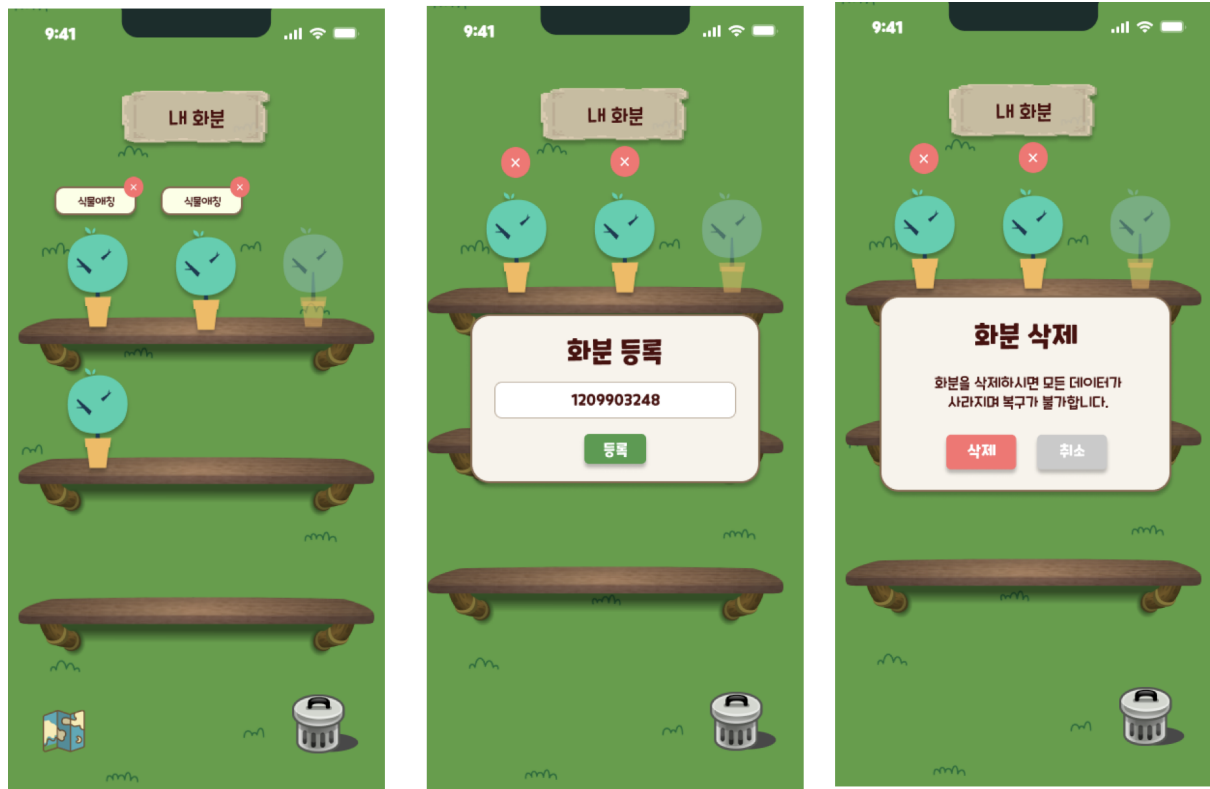 9:41
내 화분
식물애칭
식물애칭
9:41
내 화분
화분 등록
1209903248
등록
9:41
내 화분
화분 삭제
화분을 삭제하시면 모든 데이터가
사라지며 복구가 불가합니다.
삭제
취소